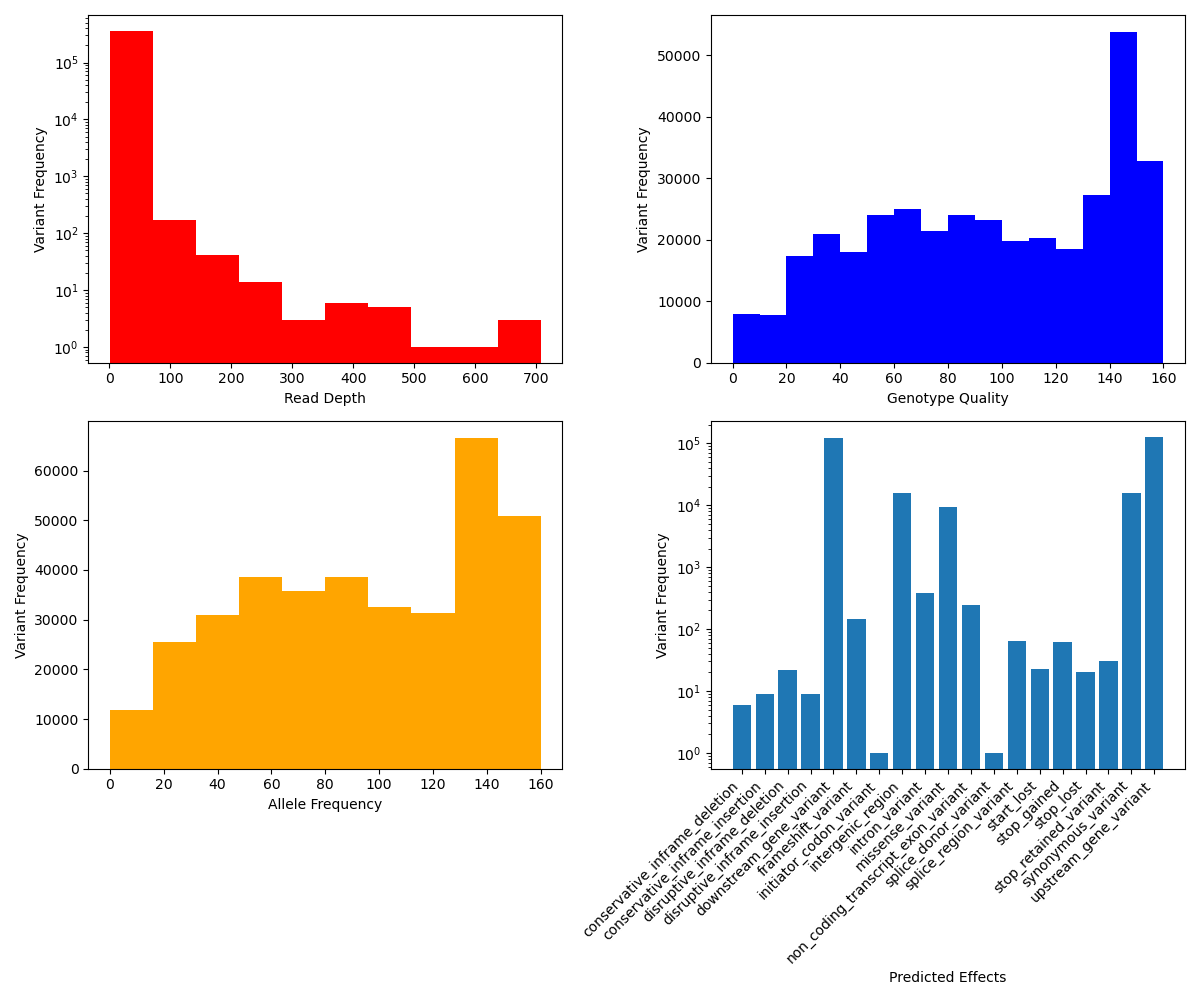 Variant Frequency
10^5
10^4
10^3
10^2
10^1
10^0
0 100 200 300 400 500 600 700
Read Depth
Variant Frequency
50000
40000
30000
20000
10000
0
0 20 40 60 80 100 120 140 160
Genotype Quality
Variant Frequency
60000
50000
40000
30000
20000
10000
0
0 20 40 60 80 100 120 140 160
Allele Frequency
Variant Frequency
10^5
10^4
10^3
10^2
10^1
10^0
conservative_inframe_deletion
conservative_inframe_insertion
disruptive_inframe_deletion
disruptive_inframe_insertion
downstream_gene_variant
frameshift_variant
initiator_codon_variant
intergenic_region
intron_variant
missense_variant
non_coding_transcript_exon_variant
splice_donor_variant
splice_region_variant
start_lost
stop_gained
stop_lost
stop_retained_variant
synonymous_variant
upstream_gene_variant
Predicted Effects